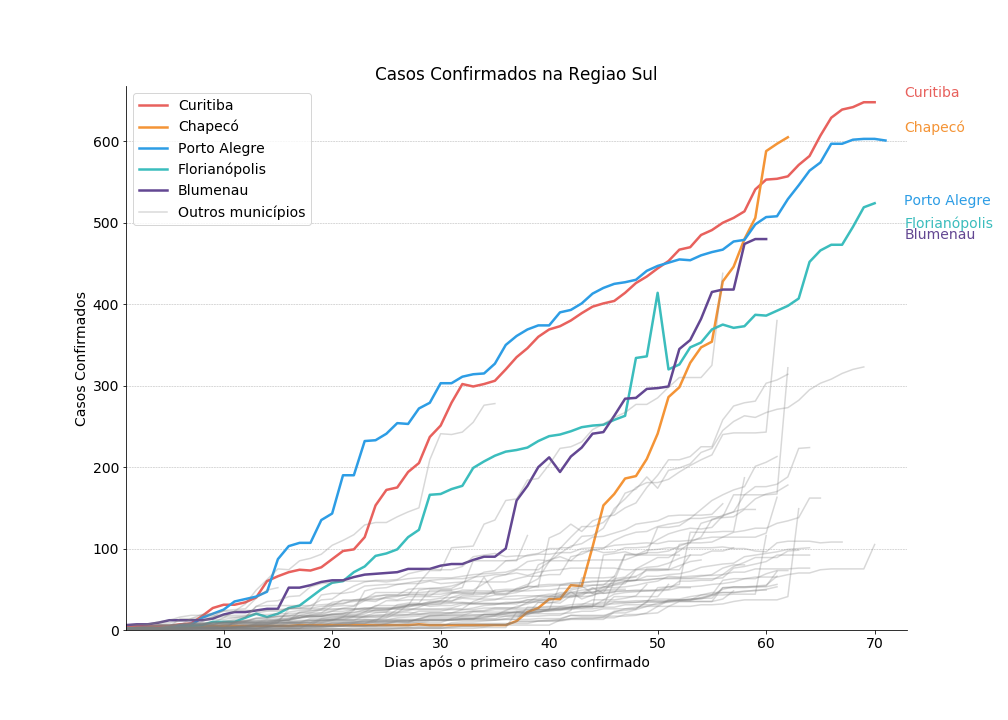 Casos Confirmados na Regiao Sul
Curitiba
Chapecó
Porto Alegre
Florianópolis
Blumenau
Outros municípios
Curitiba
Chapecó
Porto Alegre
Florianópolis
Blumenau
Casos Confirmados
600
500
400
300
200
100
0
10 20 30 40 50 60 70
Dias após o primeiro caso confirmado